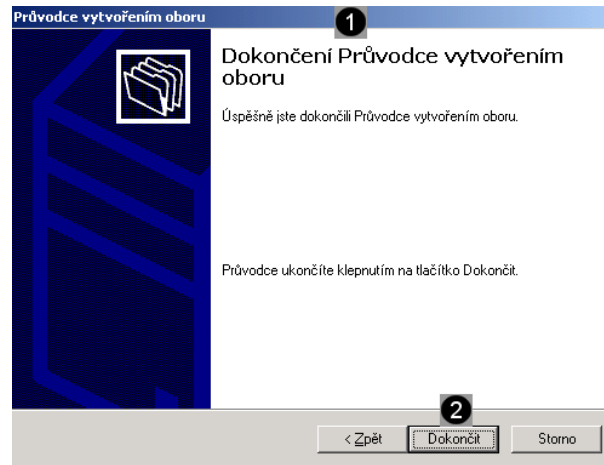 Průvodce vytvořením oboru
1
Dokončení Průvodce vytvořením
oboru
Úspěšně jste dokončili Průvodce vytvořením oboru.
Průvodce ukončíte klepnutím na tlačítko Dokončit.
2
< Zpět Dokončit Storno